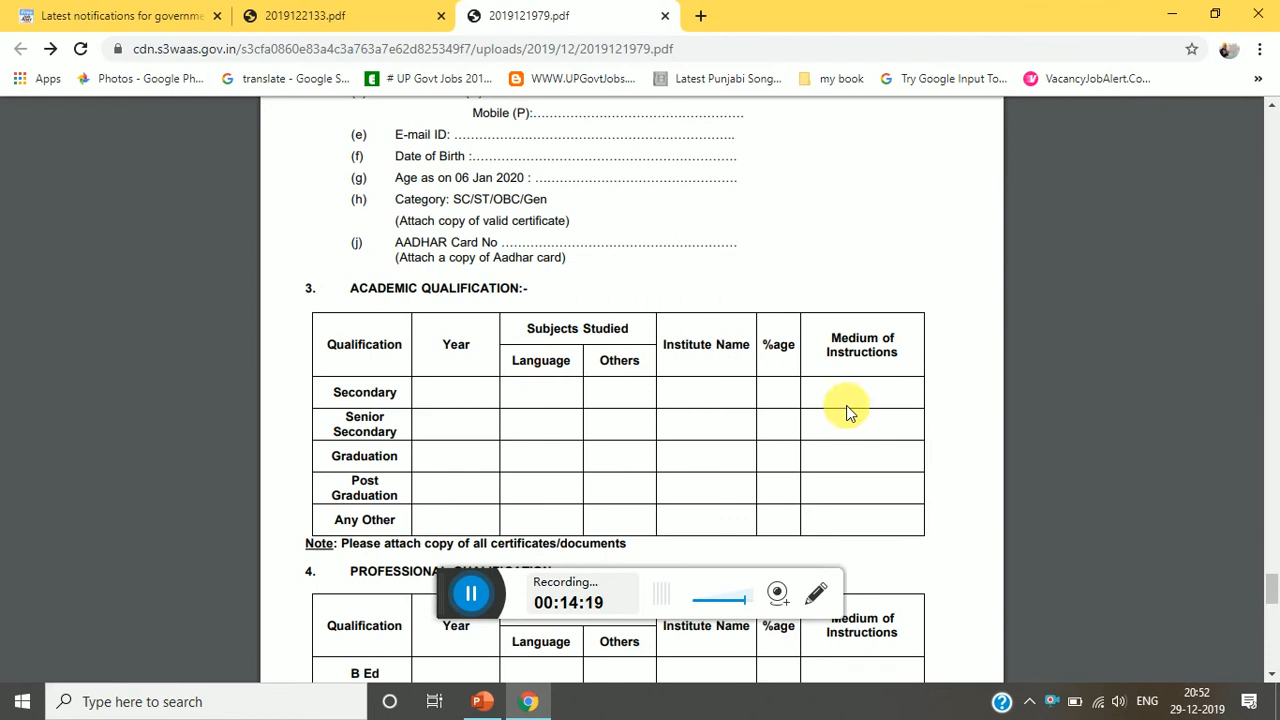 Latest notifications for governme
2019122133.pdf
2019121979.pdf
cdn.s3waas.gov.in/s3cfa0860e83a4c3a763a7e62d825349f7/uploads/2019/12/2019121979.pdf
Apps
Photos - Google Ph...
translate - Google S...
# UP Govt Jobs 201...
WWW.UPGovtJobs....
Latest Punjabi Song...
my book
Try Google Input To...
VacancyJobAlert.Co...
Mobile (P):…………………………………………
(e) E-mail ID: …………………………………………………………..
(f) Date of Birth :………………………………………………………
(g) Age as on 06 Jan 2020 : ………………………………………….
(h) Category: SC/ST/OBC/Gen
(Attach copy of valid certificate)
(j) AADHAR Card No …………………………………………………
(Attach a copy of Aadhar card)
3. ACADEMIC QUALIFICATION:-
Qualification Year Subjects Studied Institute Name %age Medium of Instructions
Language Others
Secondary
Senior
Secondary
Graduation
Post
Graduation
Any Other
Note: Please attach copy of all certificates/documents
4. PROFESSIONAL
Recording...
00:14:19
Qualification Year Institute Name %age Medium of Instructions
Language Others
B Ed
Type here to search
ENG
20:52
29-12-2019